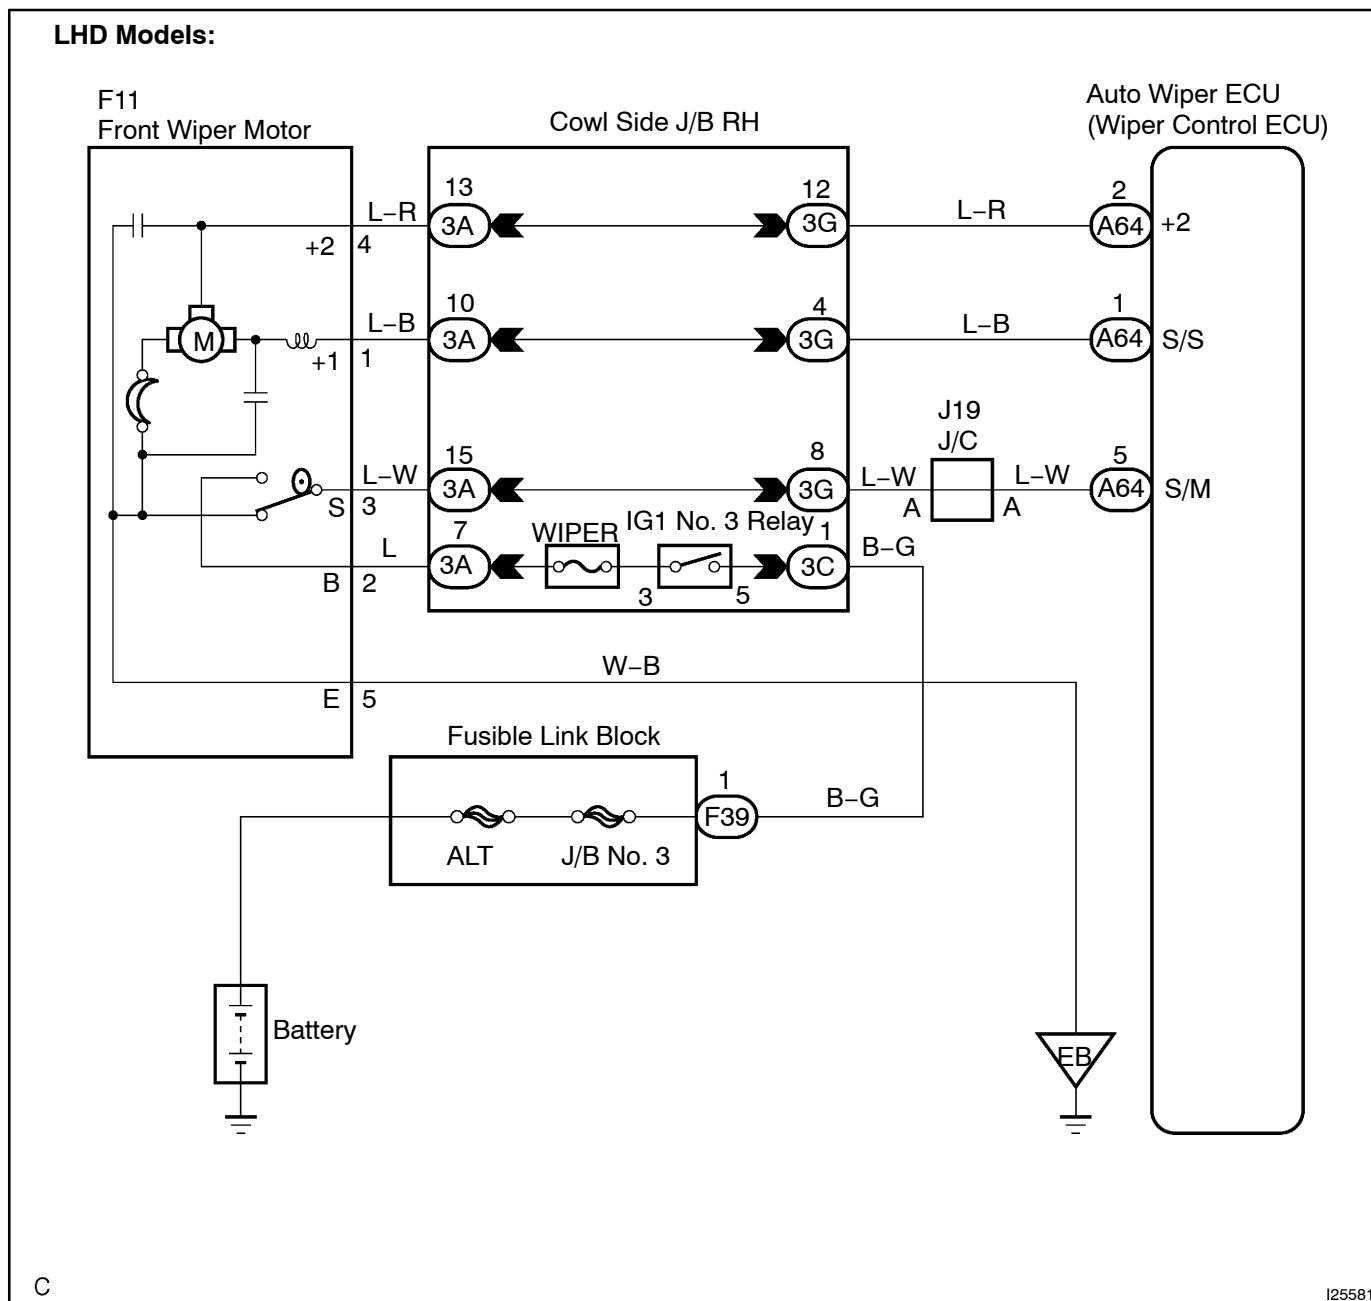 LHD Models:
F11
Front Wiper Motor
Cowl Side J/B RH
Auto Wiper ECU
(Wiper Control ECU)
13
12
2
L–R
L–R
3A
3G
A64
+2
+2
4
10
4
1
L–B
L–B
M
3A
3G
A64
S/S
+1
1
J19
J/C
15
8
5
L–W
L–W
L–W
3A
3G
A64
S/M
S
3
A
A
IG1 No. 3 Relay
7
WIPER
1
L
B–G
3A
3C
B
2
3
5
W–B
E
5
Fusible Link Block
1
B–G
F39
ALT
J/B No. 3
Battery
EB
C
I25581